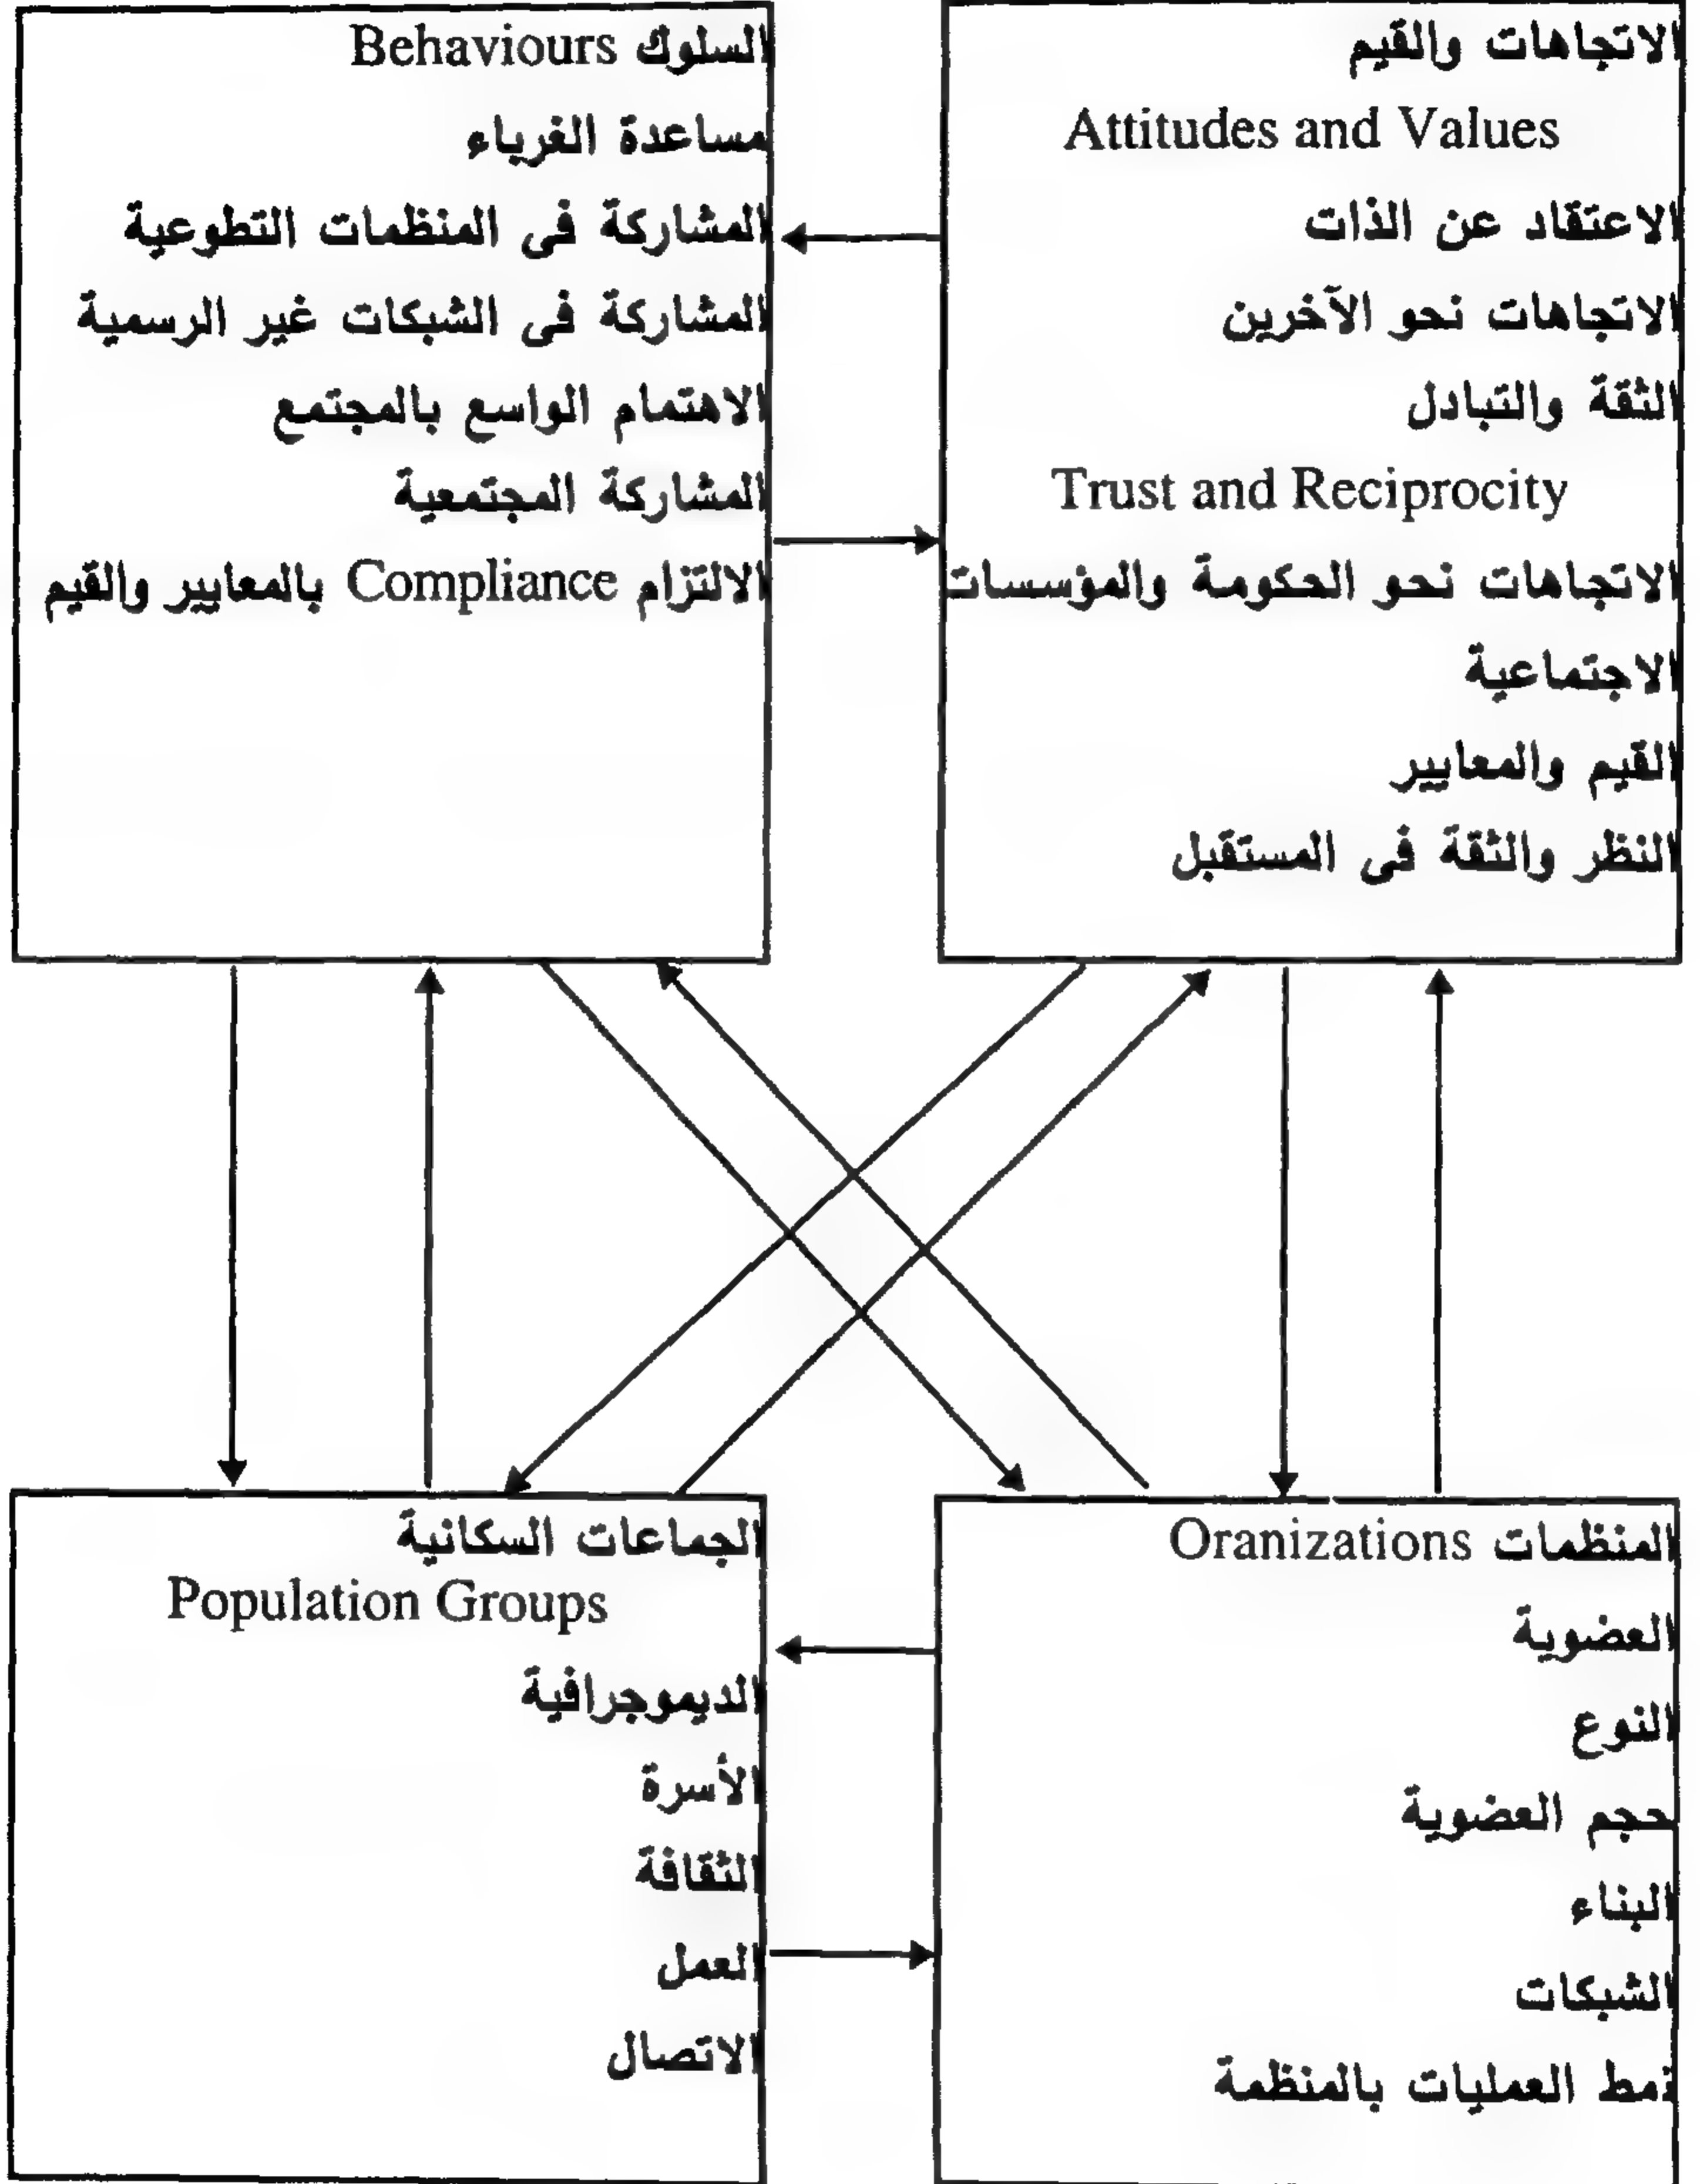 الاتجاهات والقيم
Attitudes and Values
الاعتقاد عن الذات
الاتجاهات نحو الآخرين
الثقة والتبادل
Trust and Reciprocity
الاتجاهات نحو الحكومة والمؤسسات
الاجتماعية
القيم والمعايير
النظر والثقة فى المستقبل
السلوك Behaviours
مساعدة الغرباء
المشاركة فى المنظمات التطوعية
المشاركة فى الشبكات غير الرسمية
الاهتمام الواسع بالمجتمع
المشاركة المجتمعية
الالتزام Compliance بالمعايير والقيم
المنظمات Oranizations
العضوية
النوع
حجم العضوية
البناء
الشبكات
نمط العمليات بالمنظمة
الجماعات السكانية
Population Groups
الديموجرافية
الأسرة
الثقافة
العمل
الاتصال